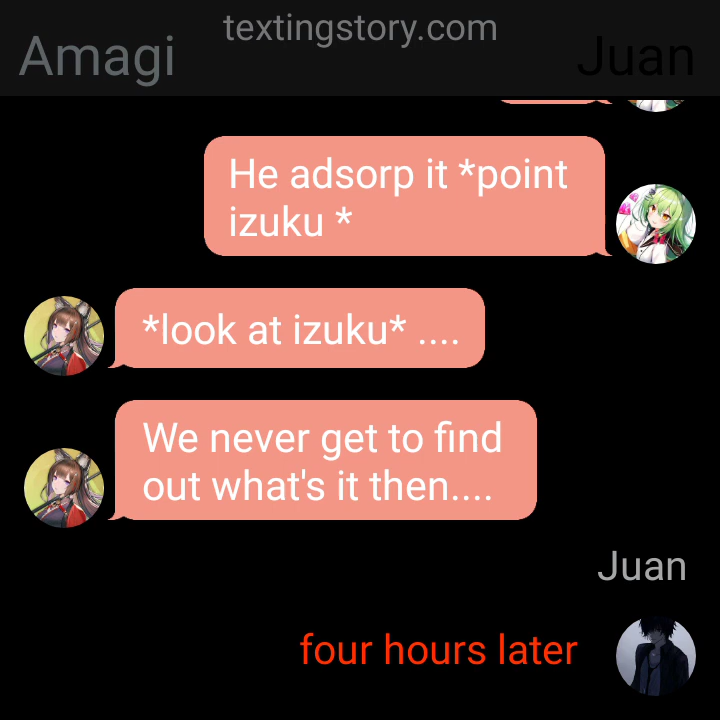 textingstory.com
Amagi
Juan
He adsorp it *point
izuku *
*look at izuku* ....
We never get to find
out what's it then....
Juan
four hours later